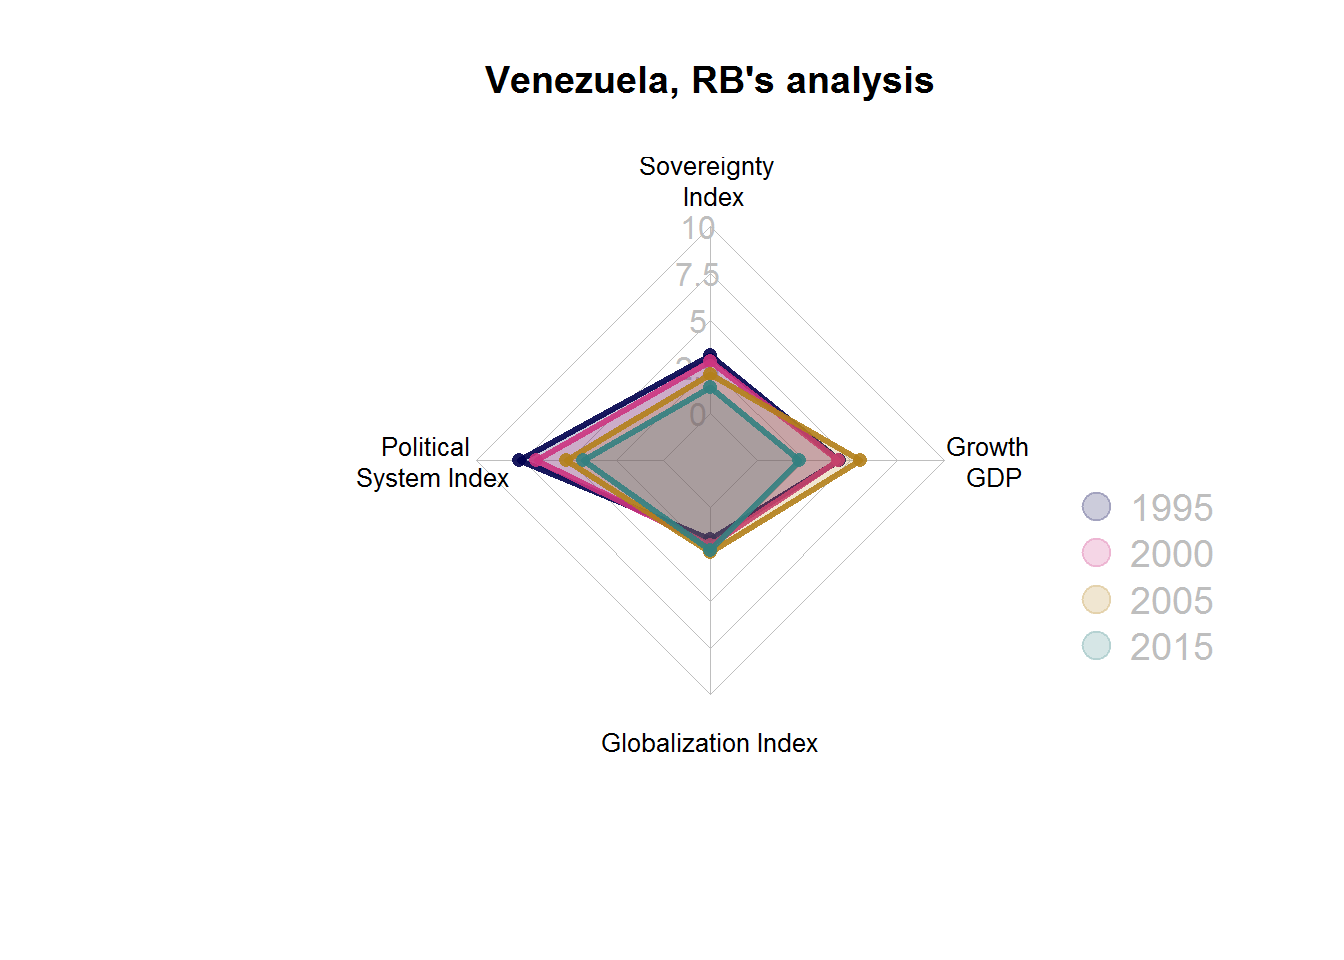 Venezuela, RB's analysis
Sovereignty
Index
10
7.5
5
0
Political
System Index
Growth
GDP
1995
2000
2005
2015
Globalization Index